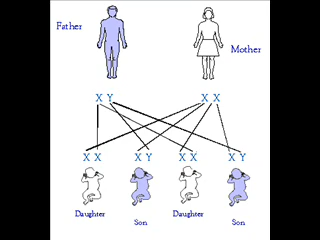 Father
Mother
X Y
X X
X X
X Y
X X
X Y
Daughter
Son
Daughter
Son